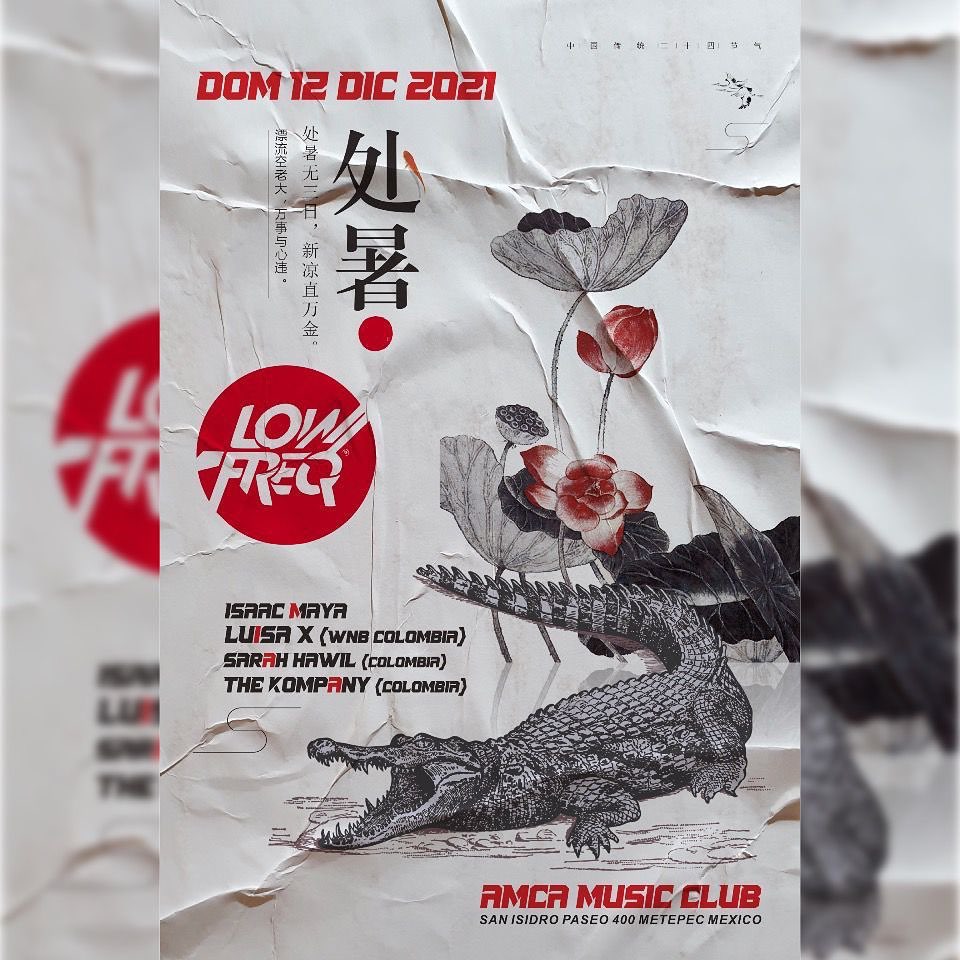 中国传统二十四节气
DOM 12 DIC 2021
处暑
处暑无三日，新凉直万金。
漂流空老大，万事与心违。
LOW
FREQ®
ISAAC MAYA
LUISA X (WNB COLOMBIA)
SARAH HAWIL (COLOMBIA)
THE KOMPANY (COLOMBIA)
AMCA MUSIC CLUB
SAN ISIDRO PASEO 400 METEPEC MEXICO